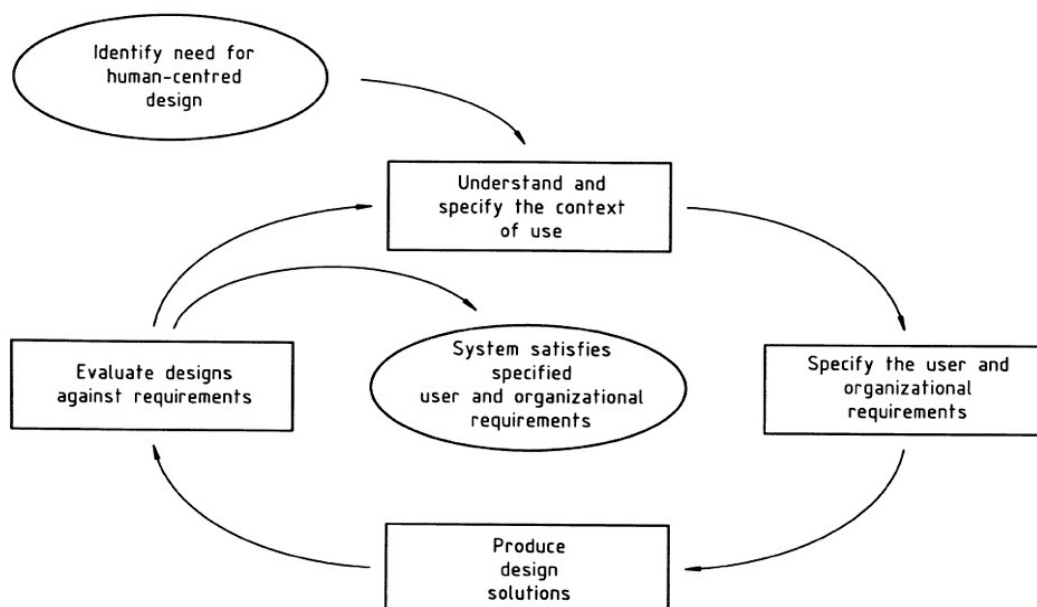 Identify need for
human-centred
design
Understand and
specify the context
of use
Evaluate designs
against requirements
System satisfies
specified
user and organizational
requirements
Specify the user and
organizational
requirements
Produce
design
solutions